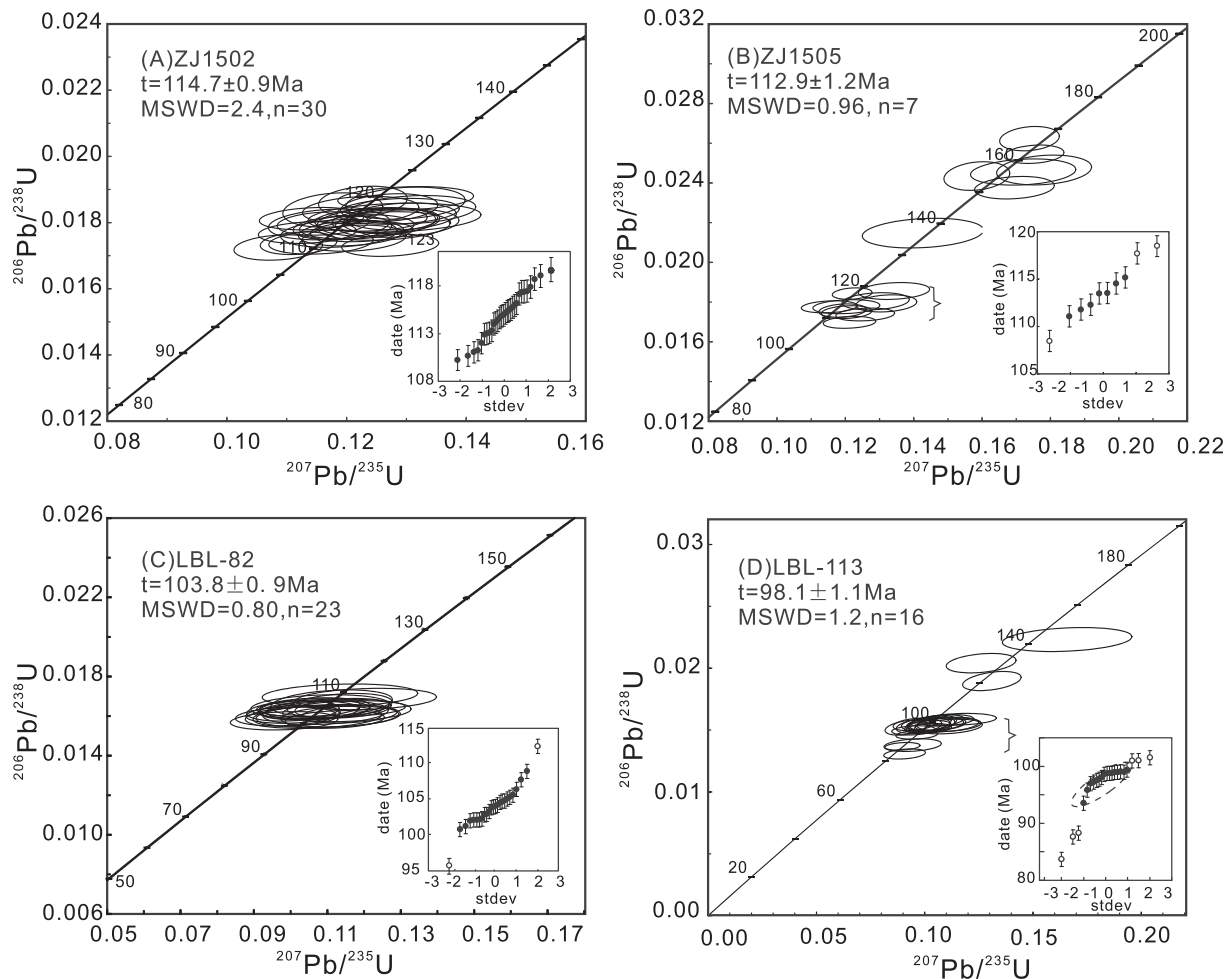 0.024
0.022
0.020
0.018
0.016
0.014
0.012
0.08
0.10
0.12
0.14
0.16
²⁰⁶Pb/²³⁸U
²⁰⁷Pb/²³⁵U
(A)ZJ1502
t=114.7±0.9Ma
MSWD=2.4,n=30
140
130
120
123
110
100
90
80
118
113
108
date (Ma)
-3 -2 -1 0 1 2 3
stdev
0.032
0.028
0.024
0.020
0.016
0.012
0.08
0.10
0.12
0.14
0.16
0.18
0.20
0.22
²⁰⁶Pb/²³⁸U
²⁰⁷Pb/²³⁵U
(B)ZJ1505
t=112.9±1.2Ma
MSWD=0.96, n=7
200
180
160
140
120
100
80
120
115
110
105
date (Ma)
-3 -2 -1 0 1 2 3
stdev
0.026
0.022
0.018
0.014
0.010
0.006
0.05
0.07
0.09
0.11
0.13
0.15
0.17
²⁰⁶Pb/²³⁸U
²⁰⁷Pb/²³⁵U
(C)LBL-82
t=103.8±0. 9Ma
MSWD=0.80,n=23
150
130
110
90
70
50
115
110
105
100
95
date (Ma)
-3 -2 -1 0 1 2 3
stdev
0.03
0.02
0.01
0.00
0.00
0.05
0.10
0.15
0.20
²⁰⁶Pb/²³⁸U
²⁰⁷Pb/²³⁵U
(D)LBL-113
t=98.1±1.1Ma
MSWD=1.2,n=16
180
140
100
60
20
100
90
80
date (Ma)
-3 -2 -1 0 1 2 3
stdev